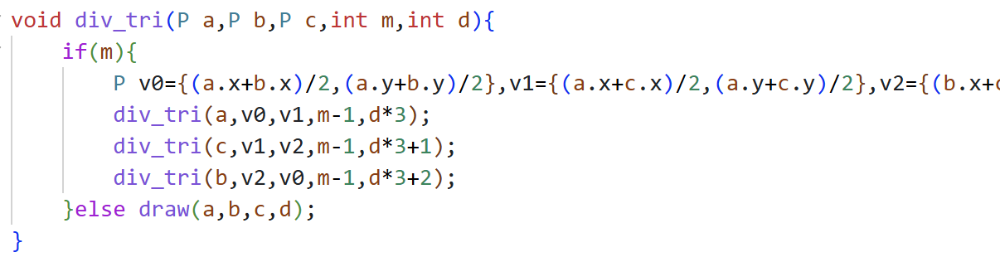 void div_tri(P a,P b,P c,int m,int d){
if(m){
P v0={(a.x+b.x)/2,(a.y+b.y)/2},v1={(a.x+c.x)/2,(a.y+c.y)/2},v2={(b.x+c
div_tri(a,v0,v1,m-1,d*3);
div_tri(c,v1,v2,m-1,d*3+1);
div_tri(b,v2,v0,m-1,d*3+2);
}else draw(a,b,c,d);
}